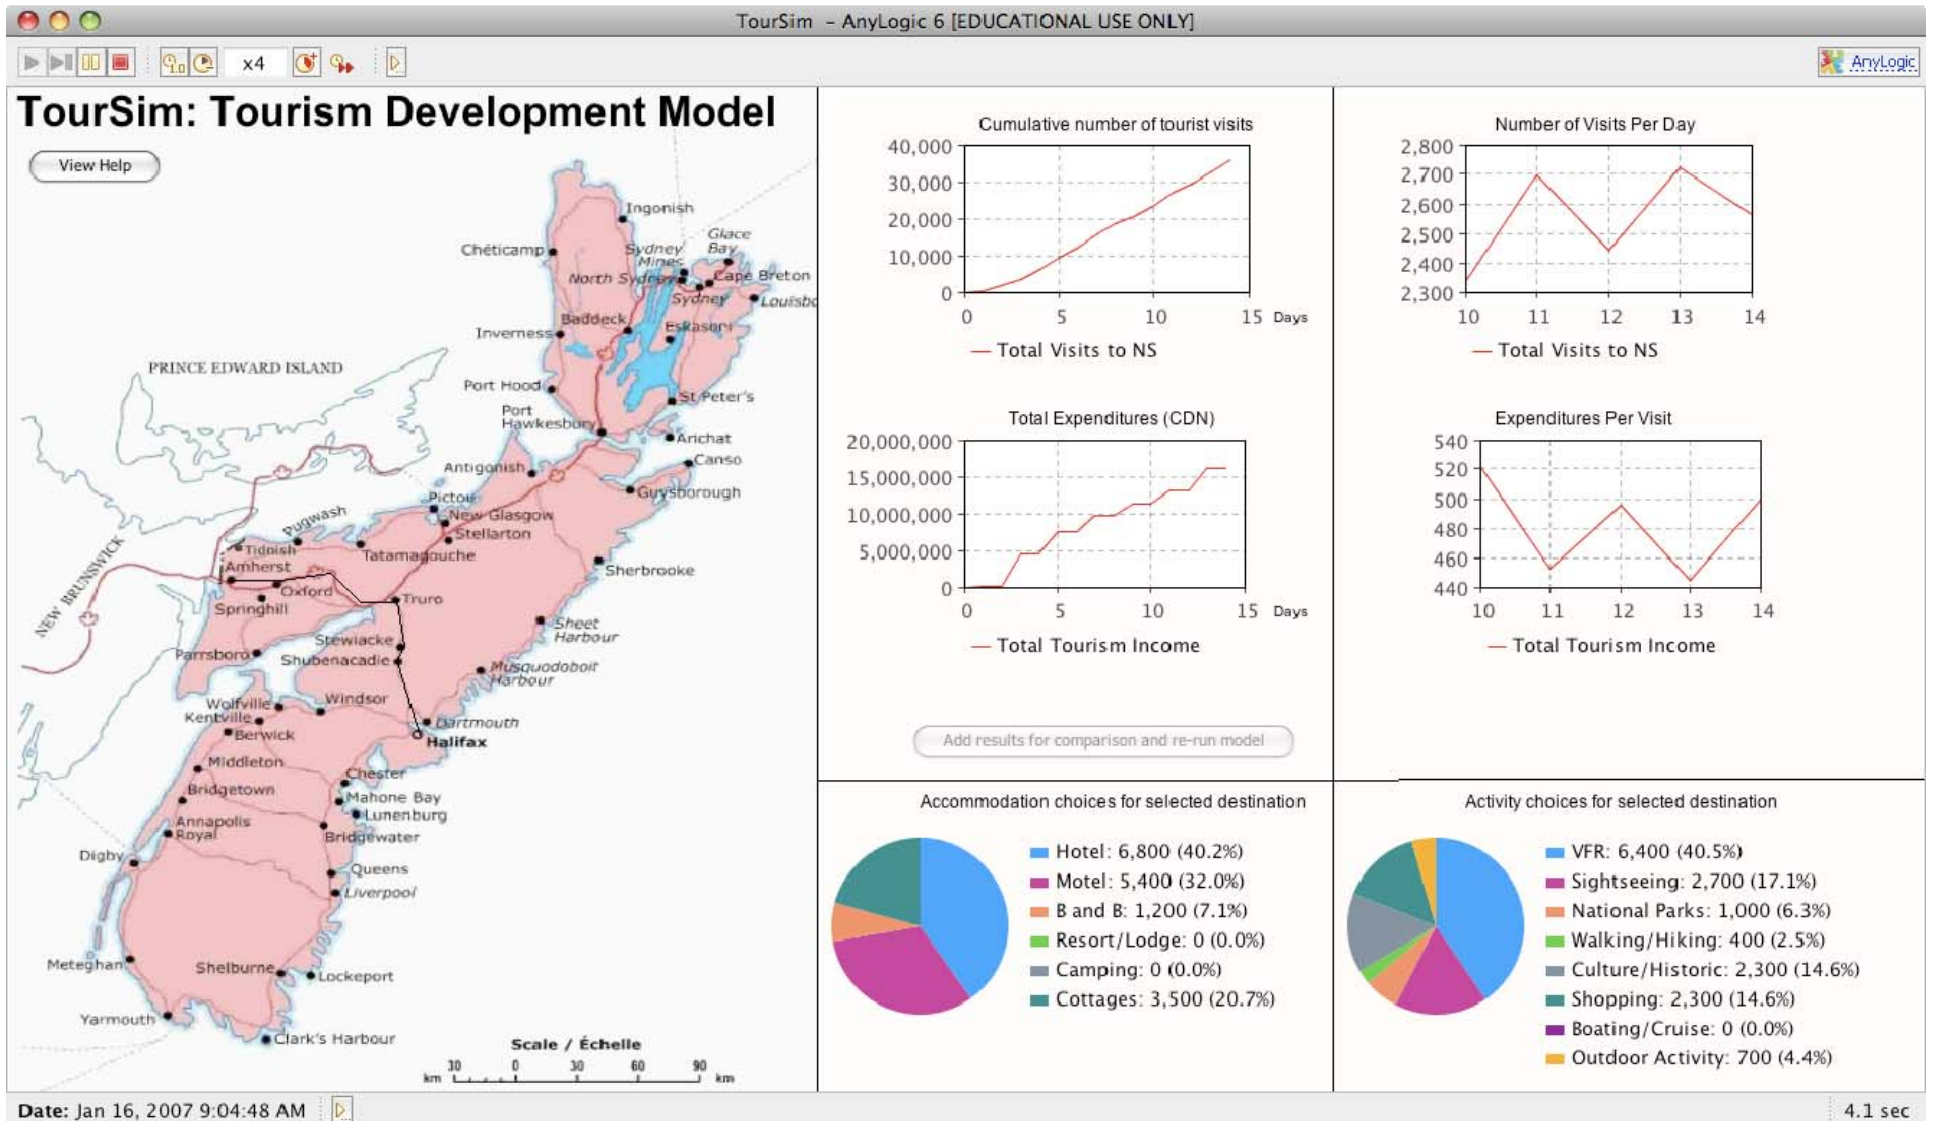 TourSim – AnyLogic 6 [EDUCATIONAL USE ONLY]
x4
AnyLogic
TourSim: Tourism Development Model
View Help
Ingonish
Glace
Bay
Chéticamp
Sydney
Mines
Cape Breton
North Sydney
Sydney
Louisbo
Baddeck
Eskasoni
Inverness
PRINCE EDWARD ISLAND
Port Hood
St Peter's
Port
Hawkesbury
Arichat
Canso
Antigonish
Guysborough
Pictou
New Glasgow
Pugwash
Stellarton
Tidnish
Tatamagouche
Amherst
Sherbrooke
NEW BRUNSWICK
Oxford
Truro
Springhill
Sheet
Harbour
Stewiacke
Parrsboro
Shubenacadie
Musquodoboit
Harbour
Windsor
Wolfville
Kentville
Dartmouth
Berwick
Halifax
Middleton
Chester
Bridgetown
Mahone Bay
Lunenburg
Annapolis
Royal
Bridgewater
Digby
Queens
Liverpool
Meteghan
Shelburne
Lockeport
Yarmouth
Clark's Harbour
Scale / Échelle
30 0 30 60 90
km km
Cumulative number of tourist visits
40,000
30,000
20,000
10,000
0
0 5 10 15 Days
Total Visits to NS
Number of Visits Per Day
2,800
2,700
2,600
2,500
2,400
2,300
10 11 12 13 14
Total Visits to NS
Total Expenditures (CDN)
20,000,000
15,000,000
10,000,000
5,000,000
0
0 5 10 15 Days
Total Tourism Income
Expenditures Per Visit
540
520
500
480
460
440
10 11 12 13 14
Total Tourism Income
Add results for comparison and re-run model
Accommodation choices for selected destination
Hotel: 6,800 (40.2%)
Motel: 5,400 (32.0%)
B and B: 1,200 (7.1%)
Resort/Lodge: 0 (0.0%)
Camping: 0 (0.0%)
Cottages: 3,500 (20.7%)
Activity choices for selected destination
VFR: 6,400 (40.5%)
Sightseeing: 2,700 (17.1%)
National Parks: 1,000 (6.3%)
Walking/Hiking: 400 (2.5%)
Culture/Historic: 2,300 (14.6%)
Shopping: 2,300 (14.6%)
Boating/Cruise: 0 (0.0%)
Outdoor Activity: 700 (4.4%)
Date: Jan 16, 2007 9:04:48 AM
4.1 sec